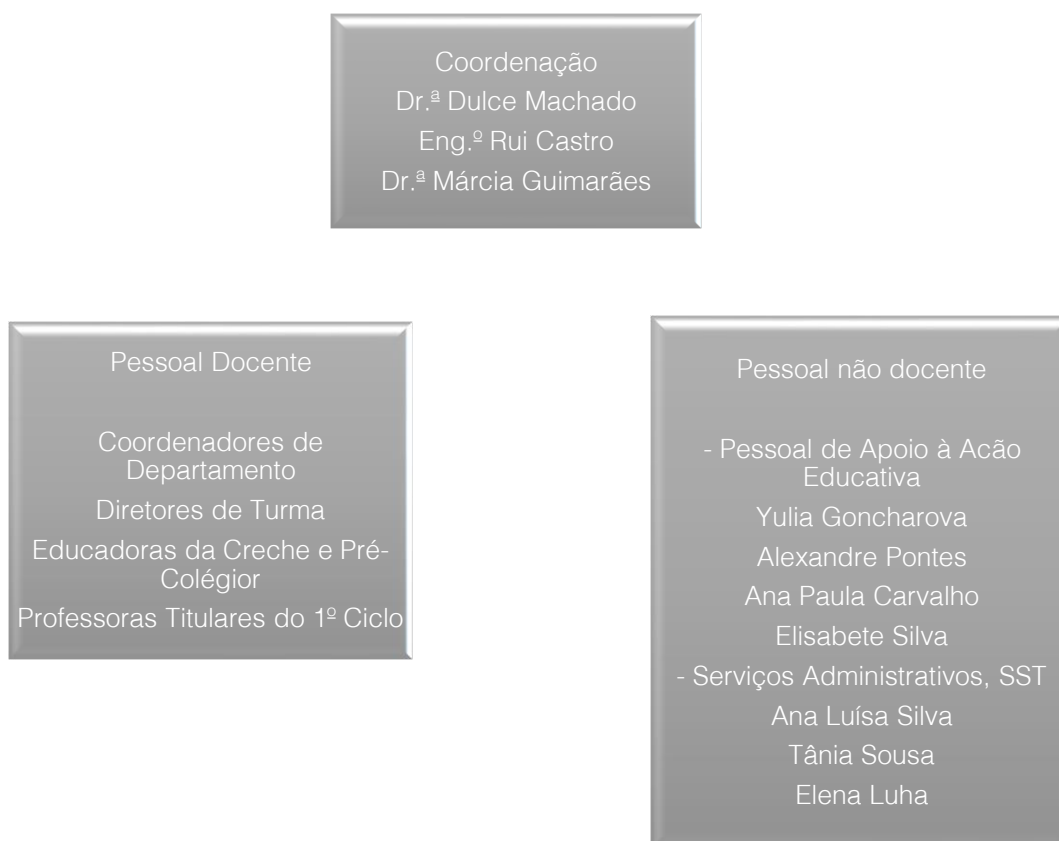 Coordenação
Dr.ª Dulce Machado
Eng.º Rui Castro
Dr.ª Márcia Guimarães
Pessoal Docente
Coordenadores de
Departamento
Diretores de Turma
Educadoras da Creche e Pré-
Colégior
Professoras Titulares do 1º Ciclo
Pessoal não docente
- Pessoal de Apoio à Acão
Educativa
Yulia Goncharova
Alexandre Pontes
Ana Paula Carvalho
Elisabete Silva
- Serviços Administrativos, SST
Ana Luísa Silva
Tânia Sousa
Elena Luha